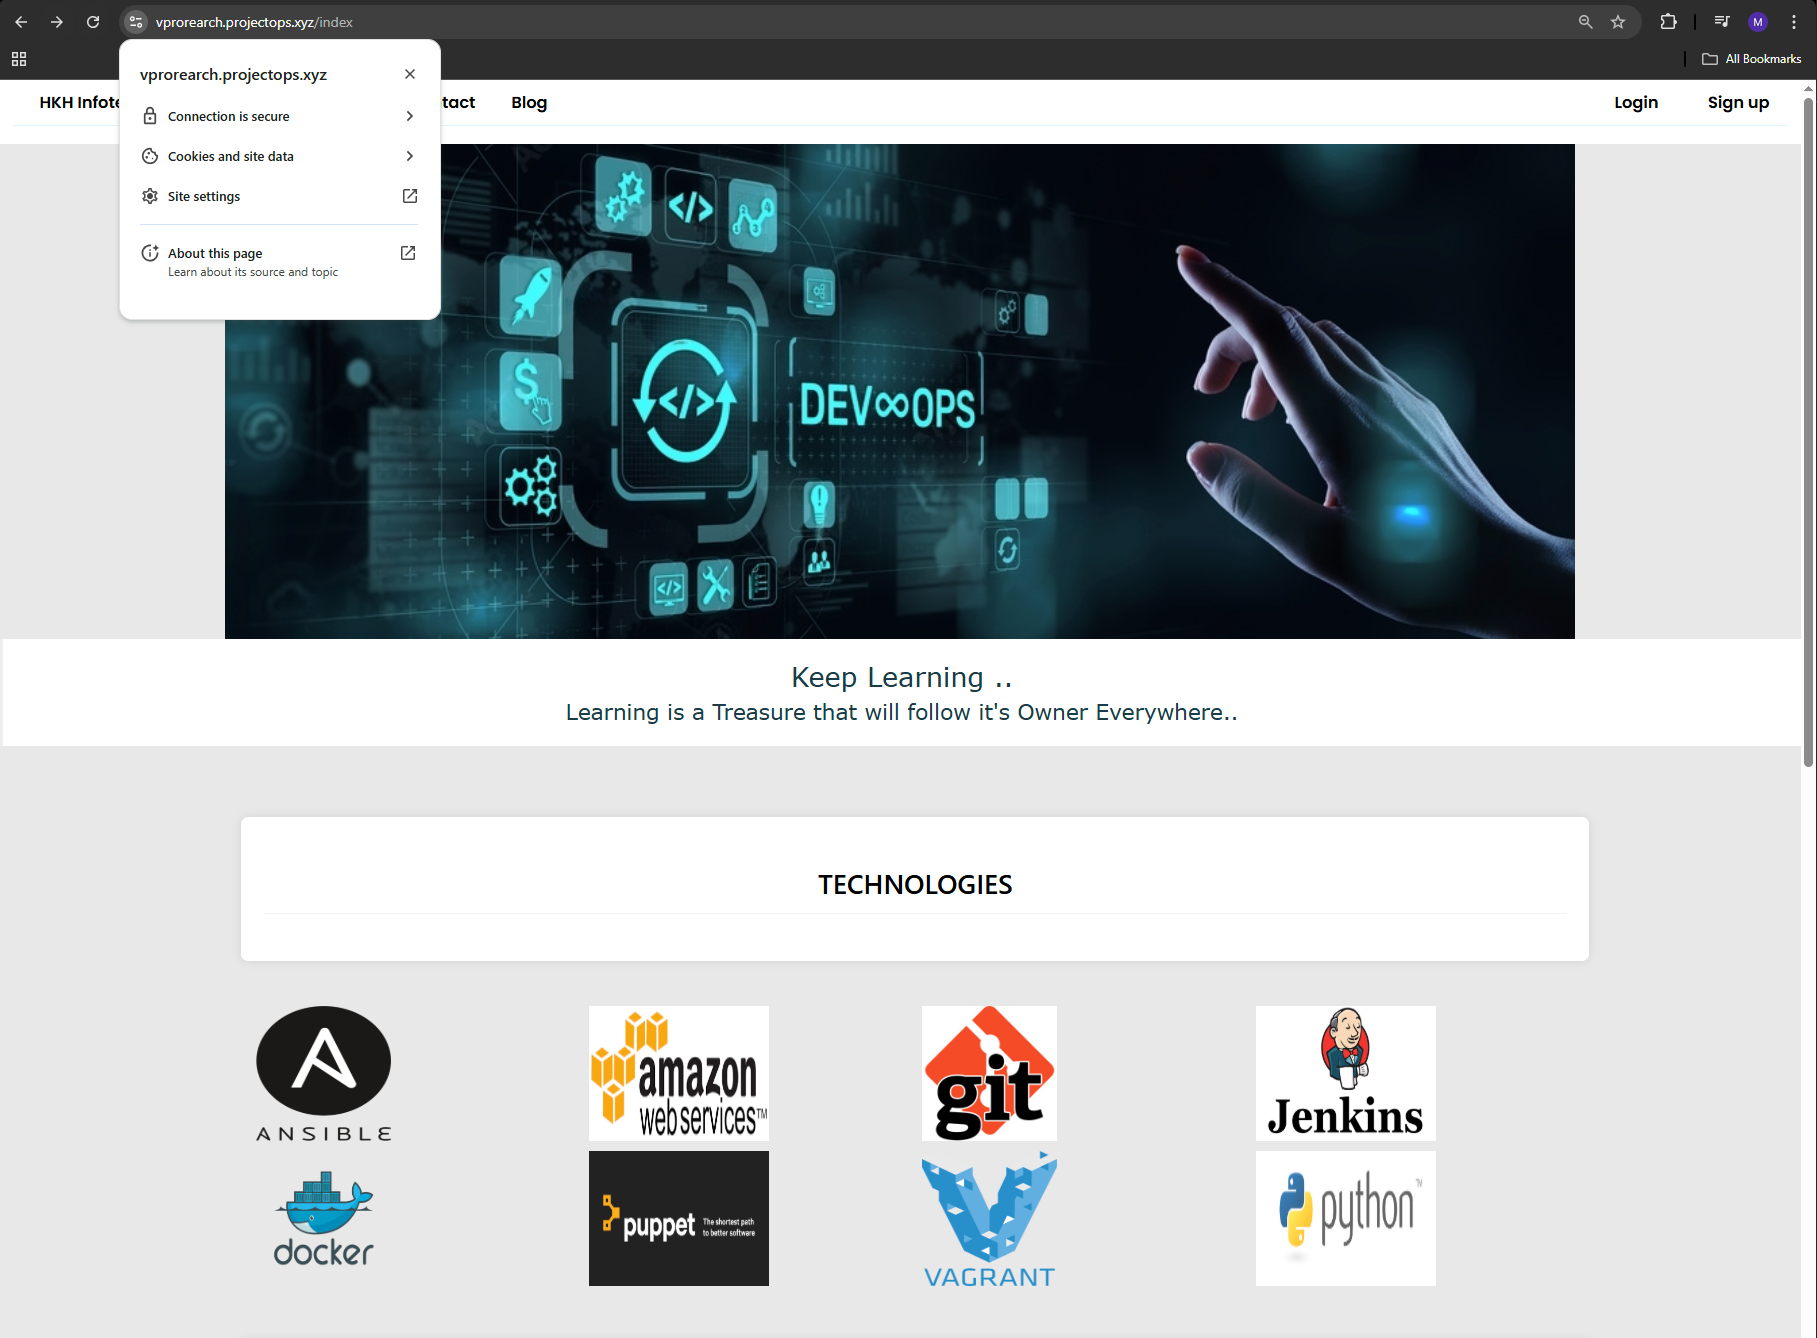 vprorearch.projectops.xyz/index
M
All Bookmarks
vprorearch.projectops.xyz
Connection is secure
Cookies and site data
Site settings
About this page
Learn about its source and topic
HKH Infote
tact
Blog
Login
Sign up
</>
$
</>
DEV∞OPS
</>
Keep Learning ..
Learning is a Treasure that will follow it's Owner Everywhere..
TECHNOLOGIES
ANSIBLE
amazon
webservices™
git
Jenkins
docker
puppet
The shortest path
to better software
VAGRANT
python™